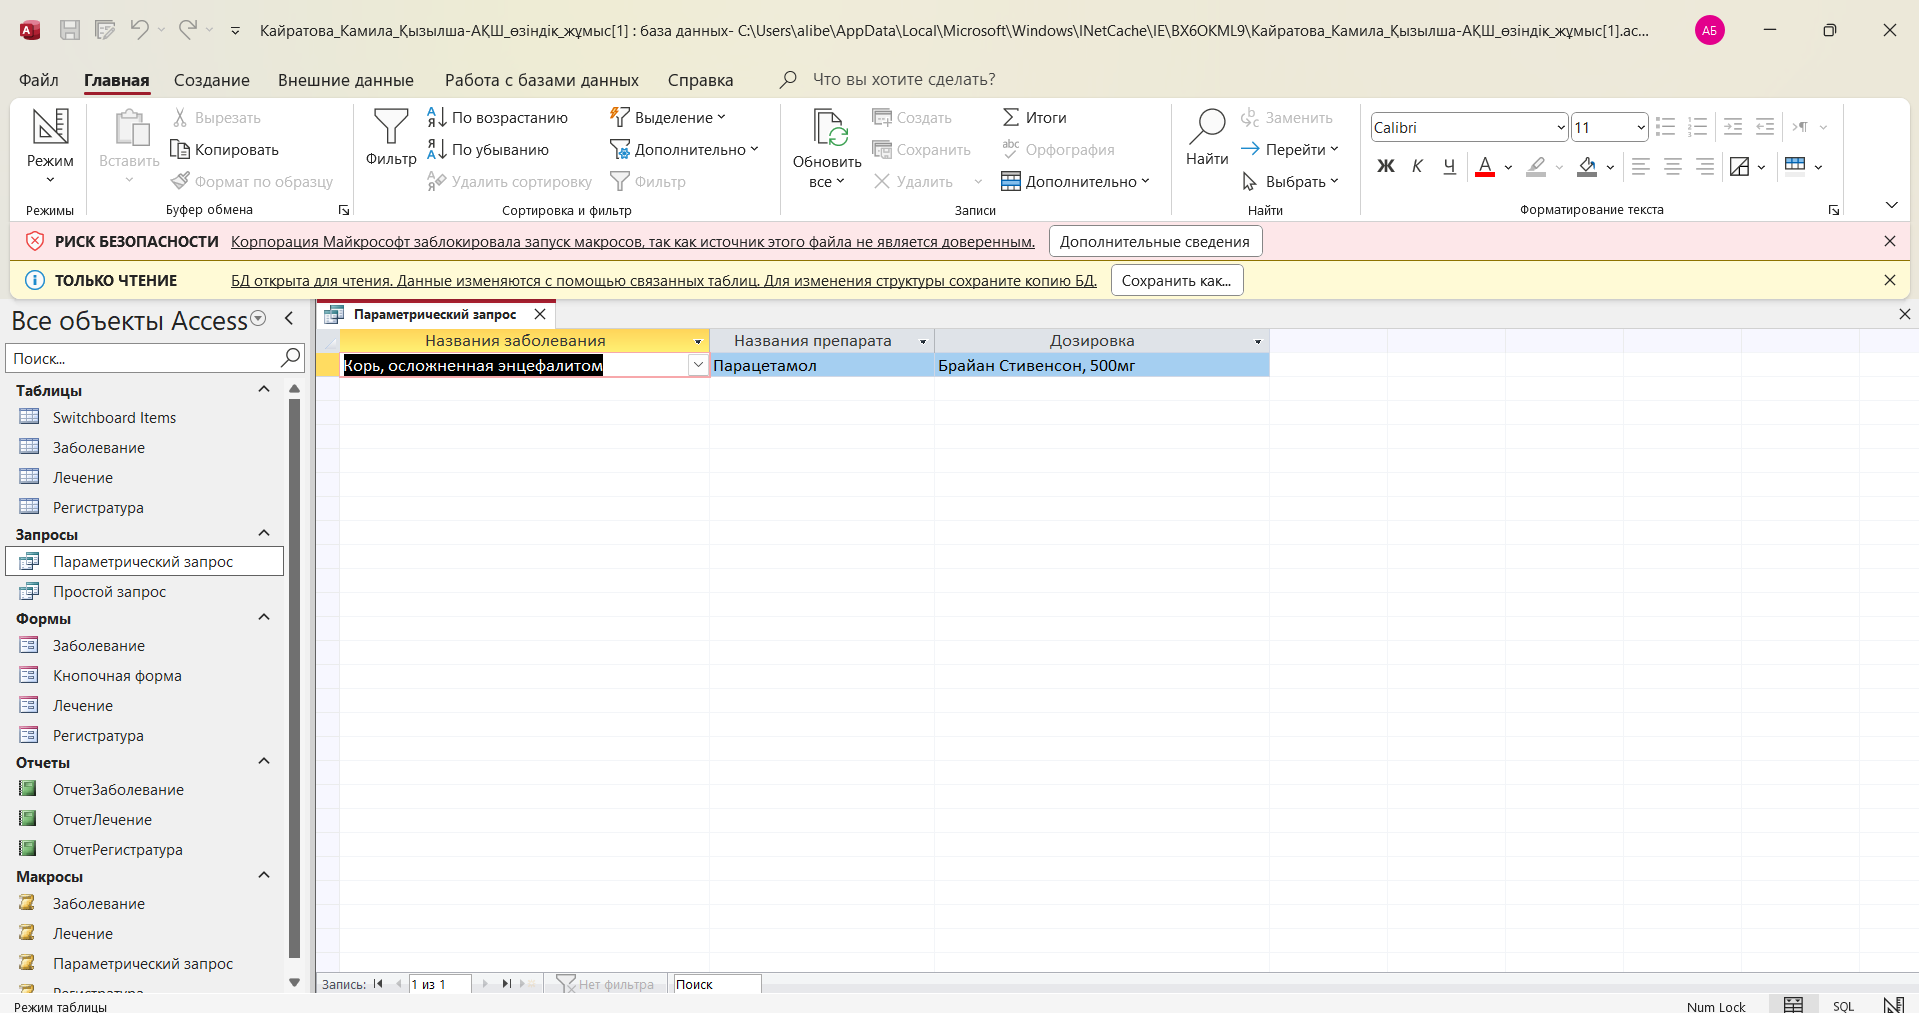 Кайратова_Камила_Қызылша-АҚШ_өзіндік_жұмыс[1] : база данных- C:\Users\alibe\AppData\Local\Microsoft\Windows\INetCache\IE\BX6OKML9\Кайратова_Камила_Қызылша-АҚШ_өзіндік_жұмыс[1].ac...
АБ
Файл Главная Создание Внешние данные Работа с базами данных Справка Что вы хотите сделать?
Режим
Режимы
Вставить
Вырезать
Копировать
Формат по образцу
Буфер обмена
Фильтр
По возрастанию
По убыванию
Удалить сортировку
Выделение
Дополнительно
Фильтр
Сортировка и фильтр
Обновить
все
Создать
Сохранить
Удалить
Итоги
Орфография
Дополнительно
Записи
Найти
Заменить
Перейти
Выбрать
Найти
Calibri 11
Ж К Ч А
Форматирование текста
РИСК БЕЗОПАСНОСТИ Корпорация Майкрософт заблокировала запуск макросов, так как источник этого файла не является доверенным. Дополнительные сведения
ТОЛЬКО ЧТЕНИЕ БД открыта для чтения. Данные изменяются с помощью связанных таблиц. Для изменения структуры сохраните копию БД. Сохранить как...
Все объекты Access
Поиск...
Таблицы
Switchboard Items
Заболевание
Лечение
Регистратура
Запросы
Параметрический запрос
Простой запрос
Формы
Заболевание
Кнопочная форма
Лечение
Регистратура
Отчеты
ОтчетЗаболевание
ОтчетЛечение
ОтчетРегистратура
Макросы
Заболевание
Лечение
Параметрический запрос
Регистратура
Параметрический запрос
Названия заболевания Названия препарата Дозировка
Корь, осложненная энцефалитом Парацетамол Брайан Стивенсон, 500мг
Запись: 1 из 1 Нет фильтра Поиск
Режим таблицы Num Lock SQL